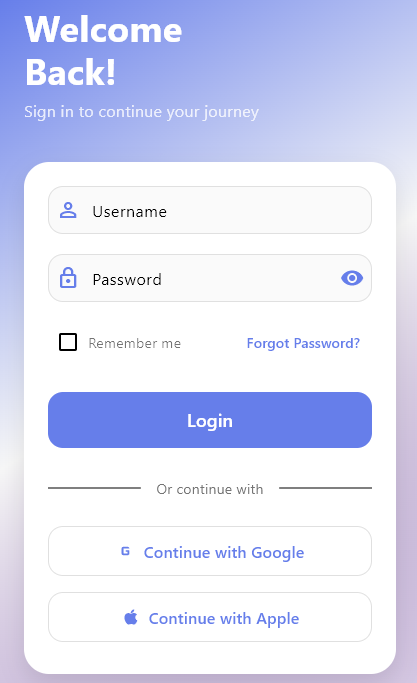 Welcome
Back!
Sign in to continue your journey
Username
Password
Remember me Forgot Password?
Login
Or continue with
G Continue with Google
Continue with Apple